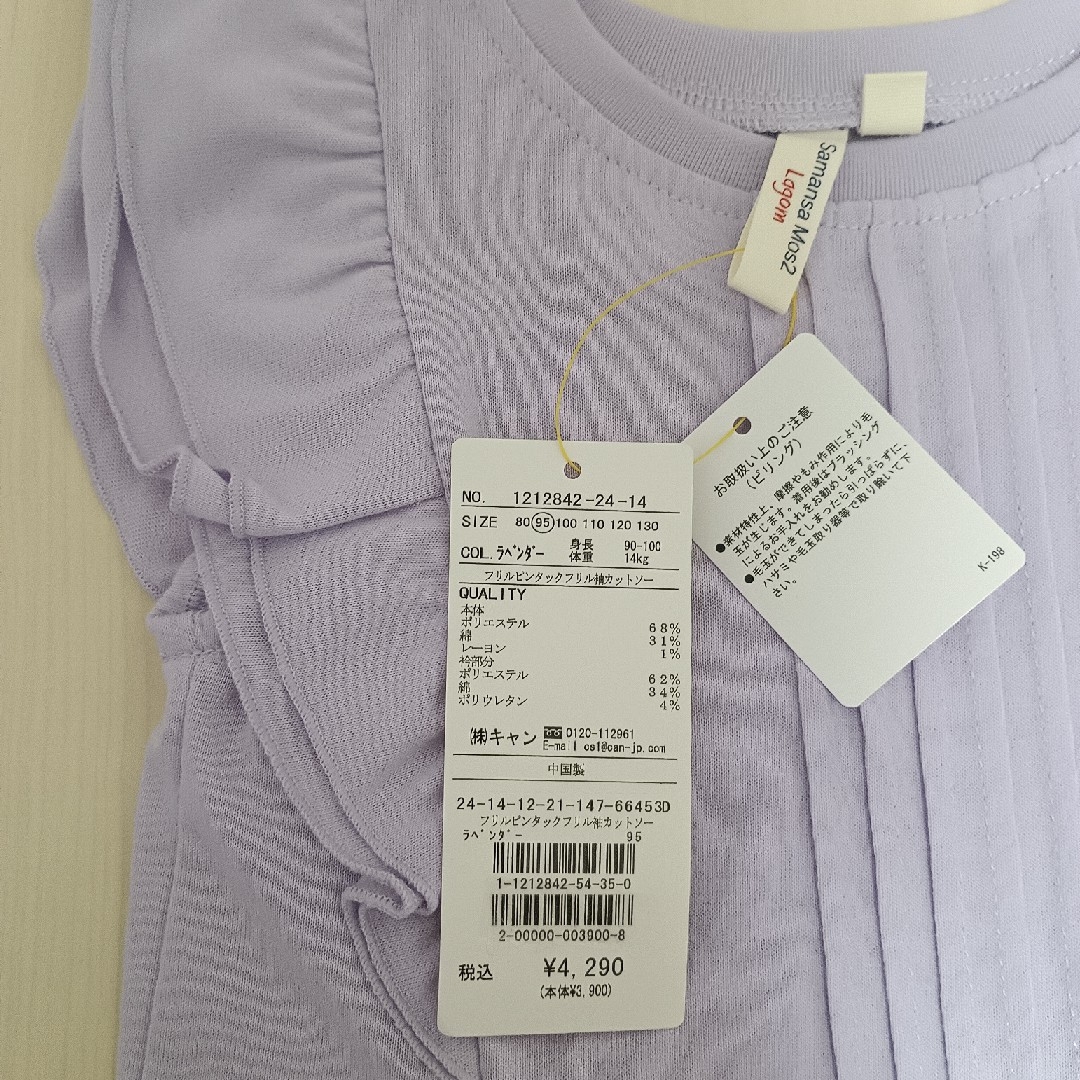 Samansa Mos2
Lagom
お取扱い上のご注意
(ピリング)
●素材特性上、摩擦やもみ作用により毛
玉が生じます。着用後はブラッシング
によるお手入れをお勧めします。
●毛玉ができてしまったら引っぱらずに、
ハサミや毛玉取り器等で取り除いて下
さい。
K-198
NO. 1212842-24-14
SIZE 80 95 100 110 120 130
COL. ラベンダー 身長 90-100
体重 14kg
フリルピンタックフリル袖カットソー
QUALITY
本体
ポリエステル 68%
綿 31%
レーヨン 1%
衿部分
ポリエステル 62%
綿 34%
ポリウレタン 4%
㈱キャン 0120-112961
E-mail cs1@can-jp.com
中国製
24-14-12-21-147-66453D
フリルピンタックフリル袖カットソー
ラベンダー 95
1-1212842-54-35-0
2-00000-003900-8
税込 ¥4,290
(本体¥3,900)